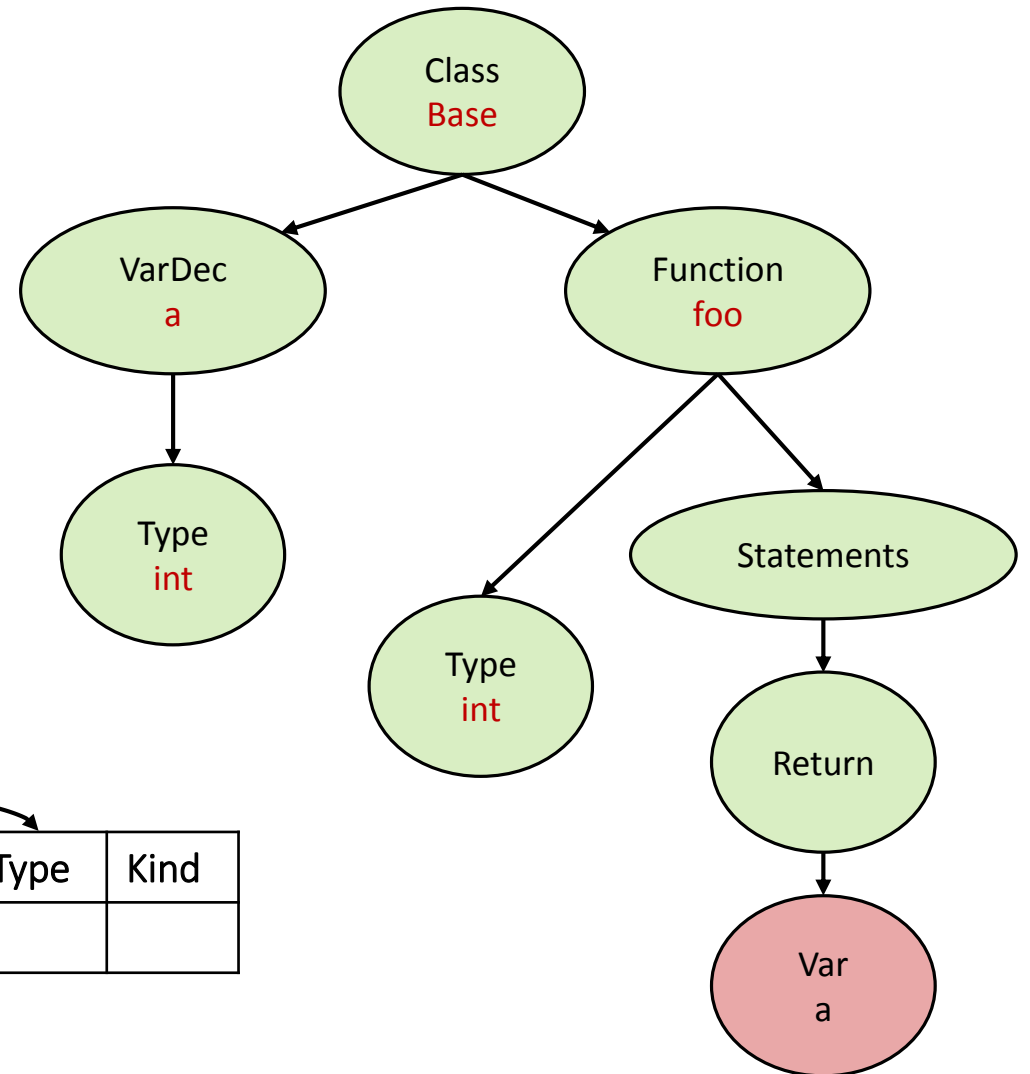 Class
Base
VarDec
a
Function
foo
Type
int
Statements
Type
int
Return
Type Kind
Var
a